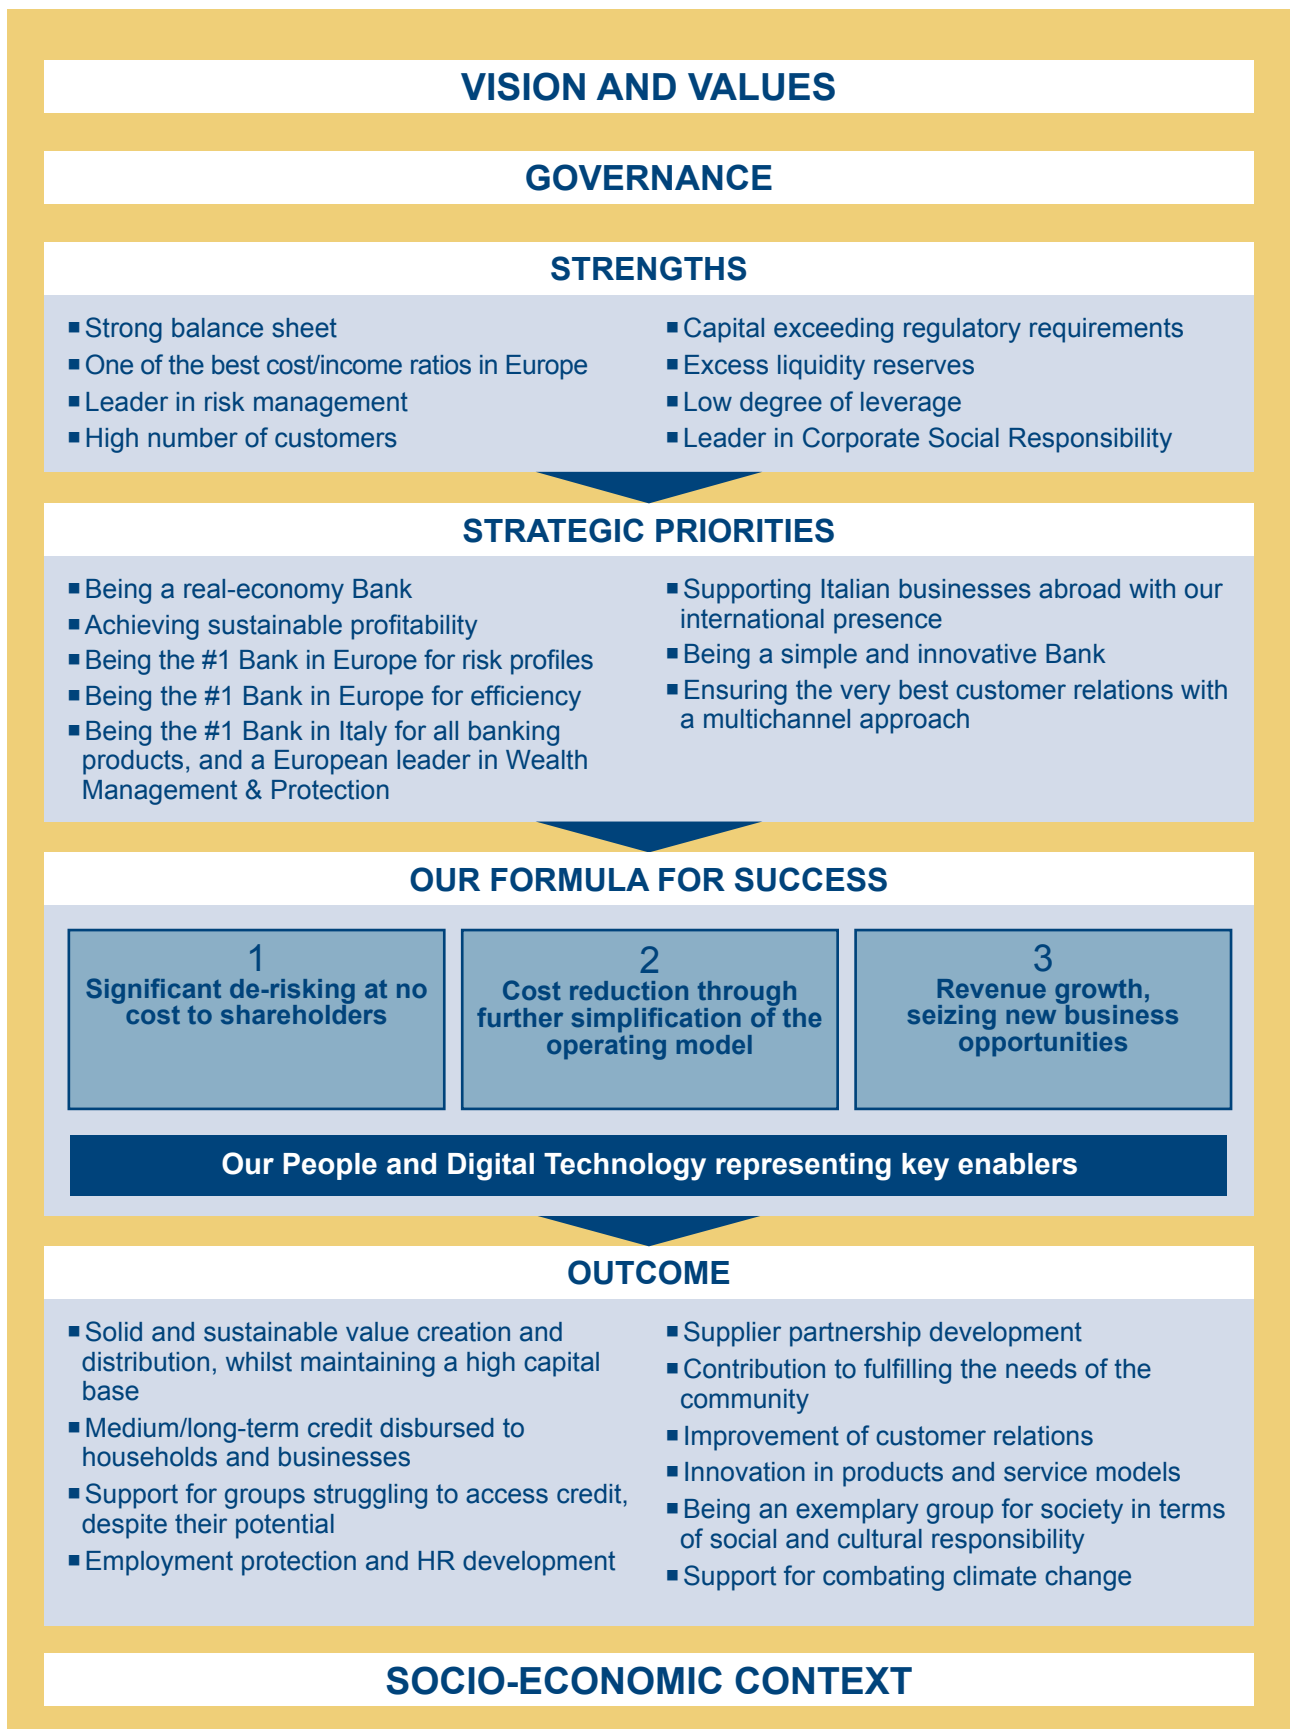 VISION AND VALUES
GOVERNANCE
STRENGTHS
▪ Strong balance sheet
▪ One of the best cost/income ratios in Europe
▪ Leader in risk management
▪ High number of customers
▪ Capital exceeding regulatory requirements
▪ Excess liquidity reserves
▪ Low degree of leverage
▪ Leader in Corporate Social Responsibility
STRATEGIC PRIORITIES
▪ Being a real-economy Bank
▪ Achieving sustainable profitability
▪ Being the #1 Bank in Europe for risk profiles
▪ Being the #1 Bank in Europe for efficiency
▪ Being the #1 Bank in Italy for all banking
products, and a European leader in Wealth
Management & Protection
▪ Supporting Italian businesses abroad with our
international presence
▪ Being a simple and innovative Bank
▪ Ensuring the very best customer relations with
a multichannel approach
OUR FORMULA FOR SUCCESS
1
Significant de-risking at no
cost to shareholders
2
Cost reduction through
further simplification of the
operating model
3
Revenue growth,
seizing new business
opportunities
Our People and Digital Technology representing key enablers
OUTCOME
▪ Solid and sustainable value creation and
distribution, whilst maintaining a high capital
base
▪ Medium/long-term credit disbursed to
households and businesses
▪ Support for groups struggling to access credit,
despite their potential
▪ Employment protection and HR development
▪ Supplier partnership development
▪ Contribution to fulfilling the needs of the
community
▪ Improvement of customer relations
▪ Innovation in products and service models
▪ Being an exemplary group for society in terms
of social and cultural responsibility
▪ Support for combating climate change
SOCIO-ECONOMIC CONTEXT